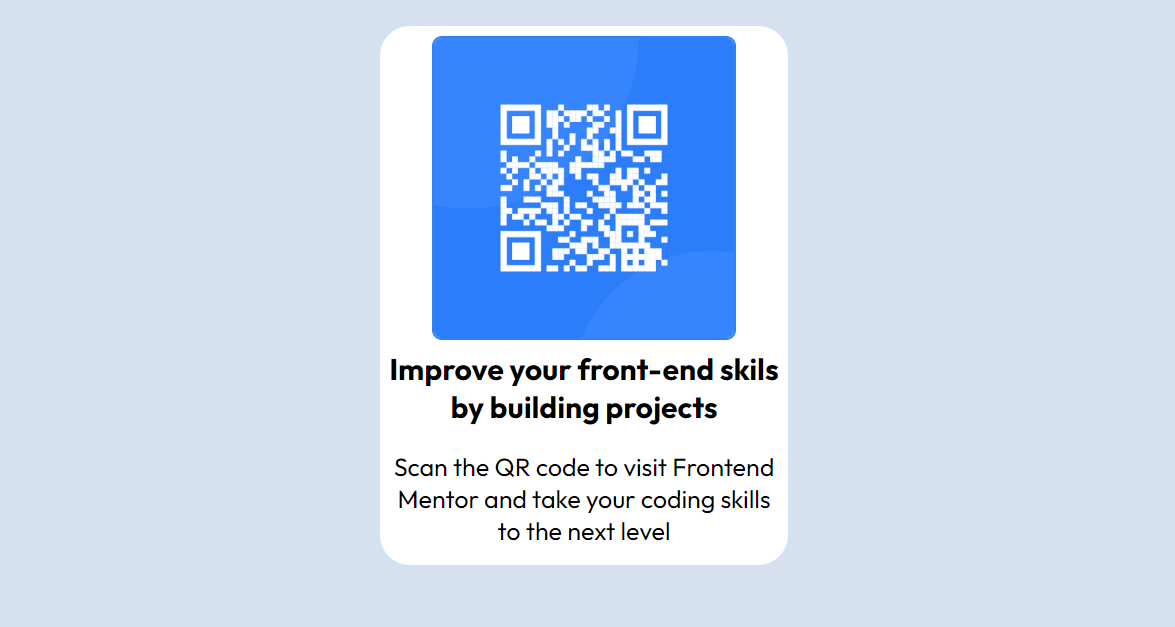 Improve your front-end skils
by building projects
Scan the QR code to visit Frontend
Mentor and take your coding skills
to the next level